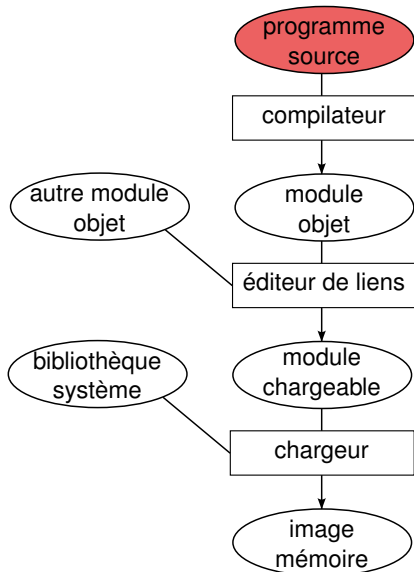 programme
source
compilateur
autre module
objet
module
objet
éditeur de liens
bibliothèque
système
module
chargeable
chargeur
image
mémoire